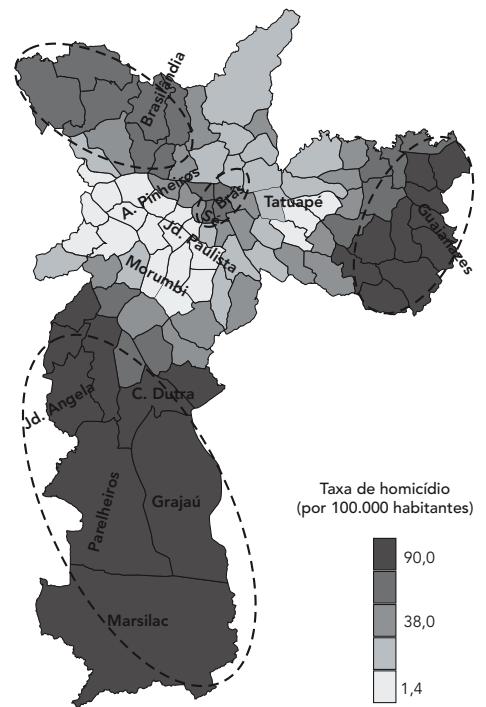 Brasilândia
A. Pinheiros
Brás
Sé
Tatuapé
Jd. Paulista
Guaianazes
Morumbi
Jd. Angela
C. Dutra
Parelheiros
Grajaú
Marsilac
Taxa de homicídio
(por 100.000 habitantes)
90,0
38,0
1,4